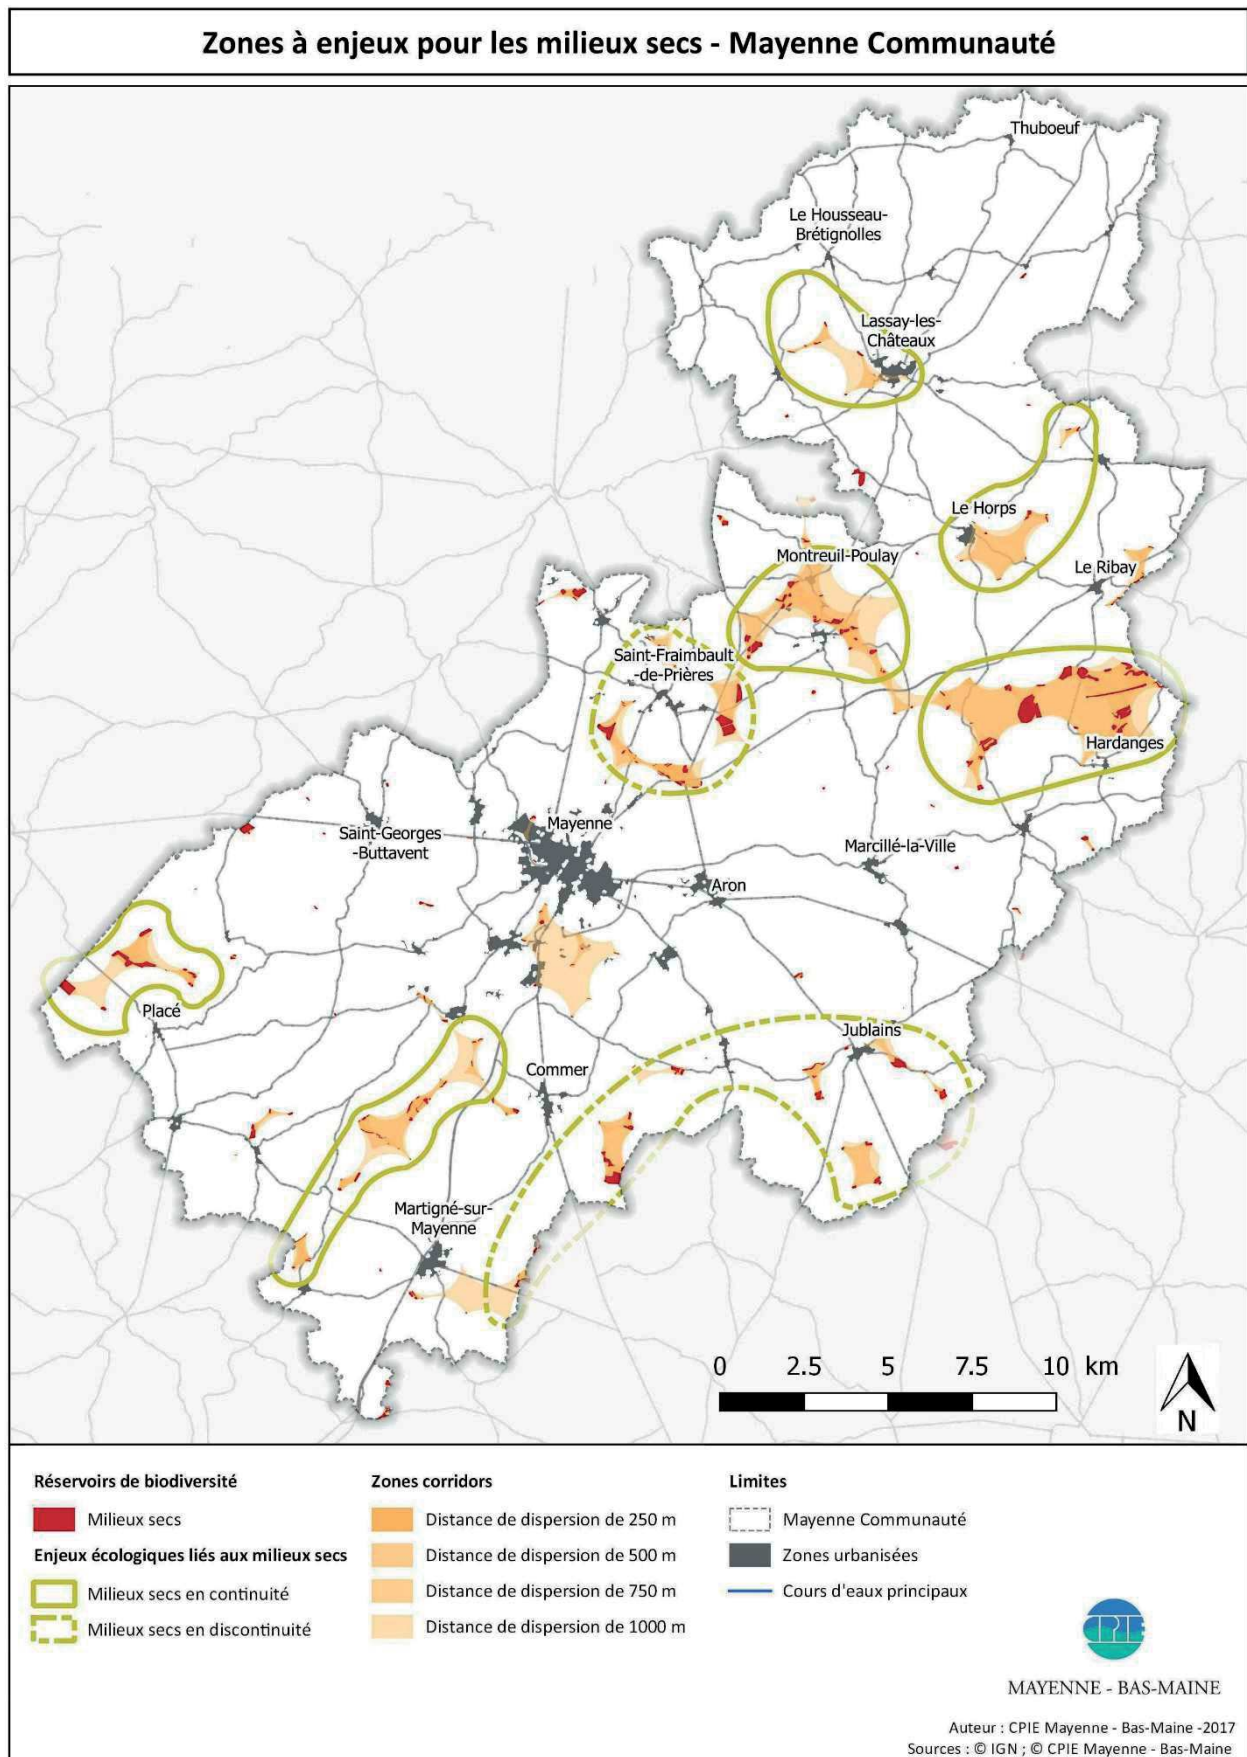 Zones à enjeux pour les milieux secs - Mayenne Communauté
Thuboeuf
Le Housseau-
Brétignolles
Lassay-les-
Châteaux
Le Horps
Montreuil-Poulay
Le Ribay
Saint-Fraimbault
-de-Prières
Hardanges
Mayenne
Saint-Georges
-Buttavent
Marcillé-la-Ville
Aron
Placé
Jublains
Commer
Martigné-sur-
Mayenne
0 2.5 5 7.5 10 km
N
Réservoirs de biodiversité
Milieux secs
Enjeux écologiques liés aux milieux secs
Milieux secs en continuité
Milieux secs en discontinuité
Zones corridors
Distance de dispersion de 250 m
Distance de dispersion de 500 m
Distance de dispersion de 750 m
Distance de dispersion de 1000 m
Limites
Mayenne Communauté
Zones urbanisées
Cours d'eaux principaux
CPIE
MAYENNE - BAS-MAINE
Auteur : CPIE Mayenne - Bas-Maine -2017
Sources : © IGN ; © CPIE Mayenne - Bas-Maine